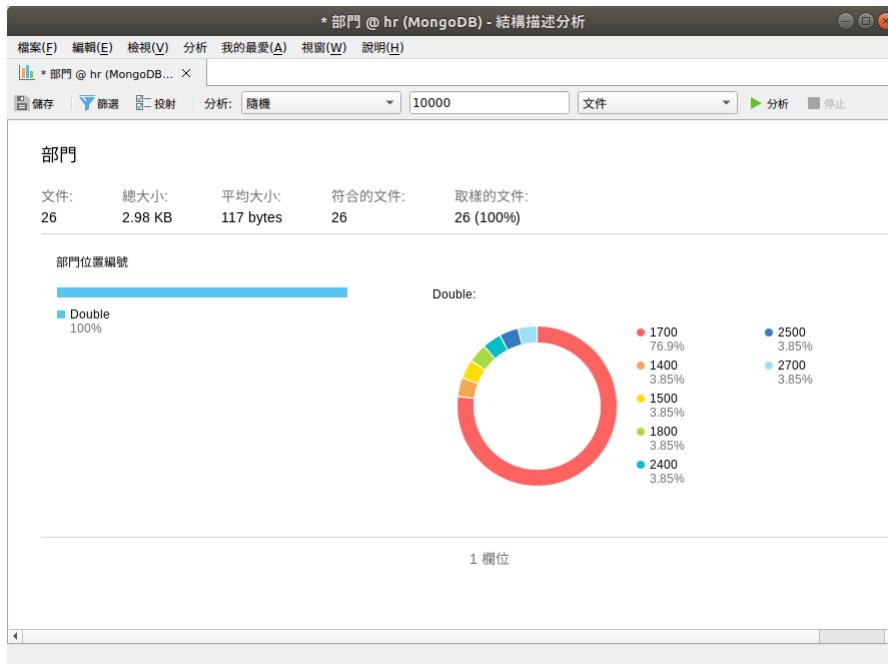 * 部門 @ hr (MongoDB) - 結構描述分析
檔案(F) 編輯(E) 檢視(V) 分析 我的最愛(A) 視窗(W) 說明(H)
* 部門 @ hr (MongoDB...
儲存 篩選 投射 分析: 隨機 10000 文件 分析 停止
部門
文件: 總大小: 平均大小: 符合的文件: 取樣的文件:
26 2.98 KB 117 bytes 26 26 (100%)
部門位置編號
Double
100%
Double:
1700
76.9%
1400
3.85%
1500
3.85%
1800
3.85%
2400
3.85%
2500
3.85%
2700
3.85%
1 欄位